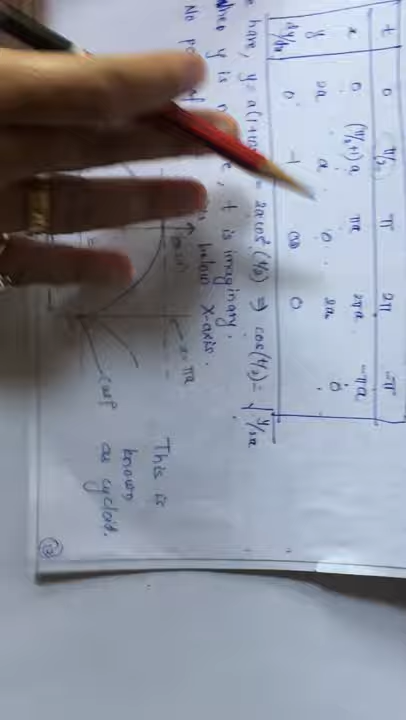 t 0 (π/2) π 2π -π
x 0 (π/2+1)a πa 2πa -πa
y 2a a 0 2a 0
dy/dx 0 -1 ∞ 0
have, y = a(1+cos = 2a cos² (t/2) ⇒ cos(t/2) = √y/2a
when y is , t is imaginary.
No below X-axis.
x=πa
cusp
This is
known
as cycloid.